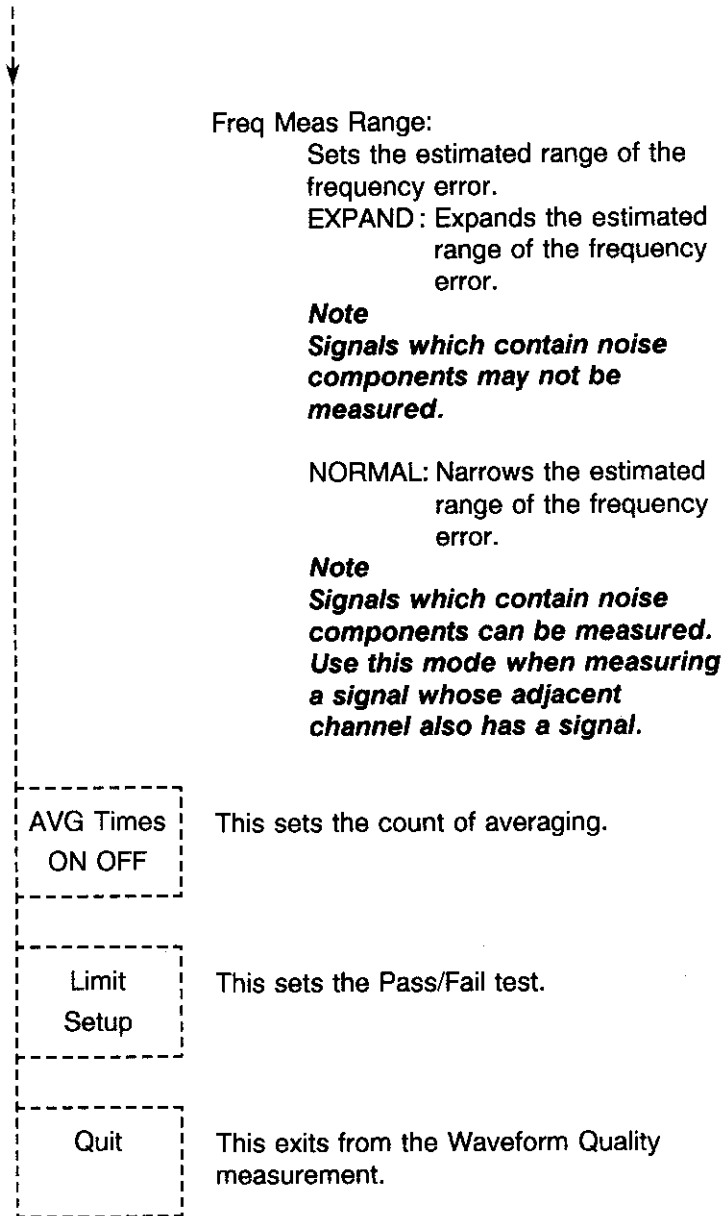 Freq Meas Range:
Sets the estimated range of the
frequency error.
EXPAND : Expands the estimated
range of the frequency
error.
Note
Signals which contain noise
components may not be
measured.
NORMAL: Narrows the estimated
range of the frequency
error.
Note
Signals which contain noise
components can be measured.
Use this mode when measuring
a signal whose adjacent
channel also has a signal.
AVG Times
ON OFF
This sets the count of averaging.
Limit
Setup
This sets the Pass/Fail test.
Quit
This exits from the Waveform Quality
measurement.